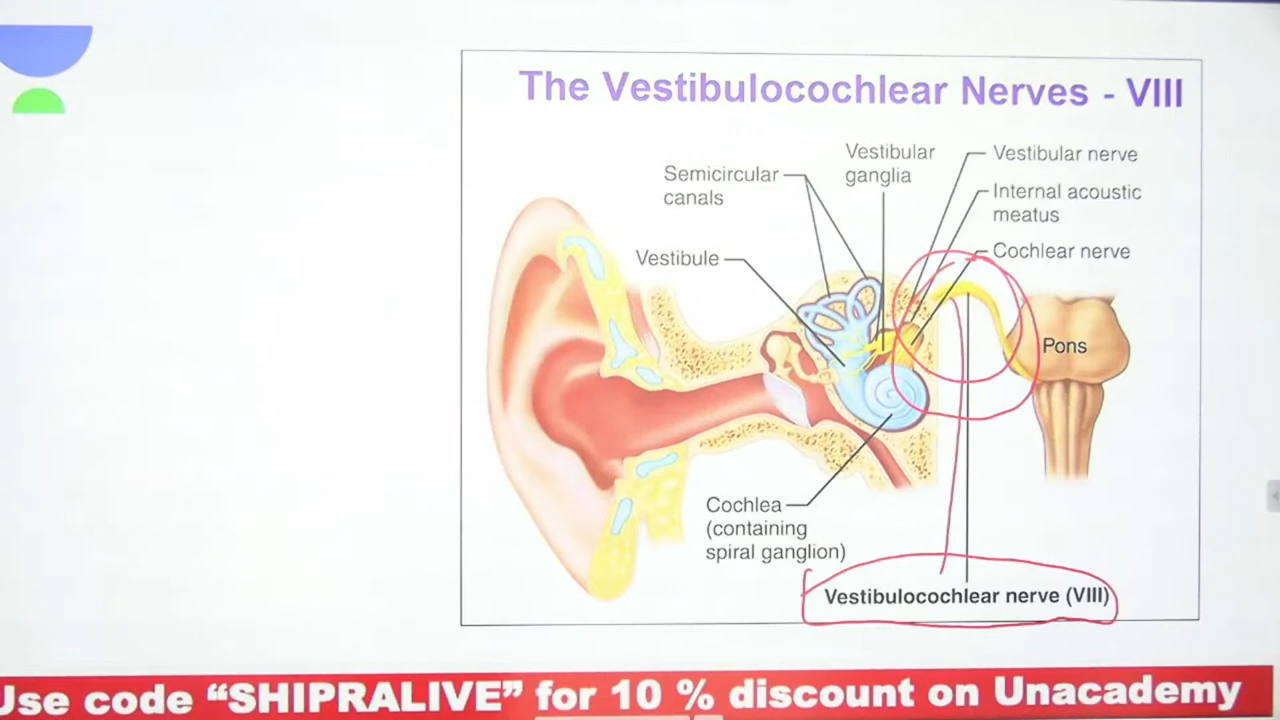 The Vestibulocochlear Nerves - VIII
Vestibular
ganglia
Vestibular nerve
Semicircular
canals
Internal acoustic
meatus
Cochlear nerve
Vestibule
Pons
Cochlea
(containing
spiral ganglion)
Vestibulocochlear nerve (VIII)
Use code “SHIPRALIVE” for 10 % discount on Unacademy